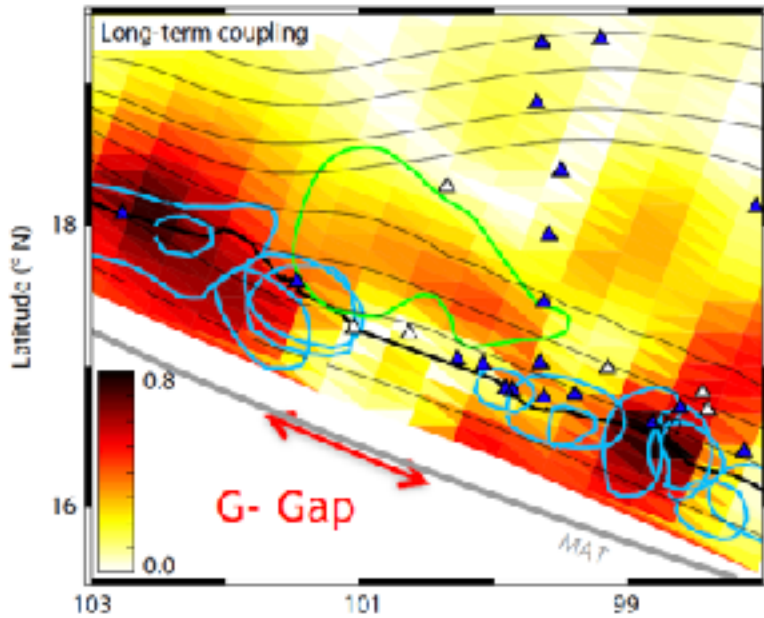 Long-term coupling
18
Latitude (° N)
0.8
16
G- Gap
0.0
MAT
103
101
99